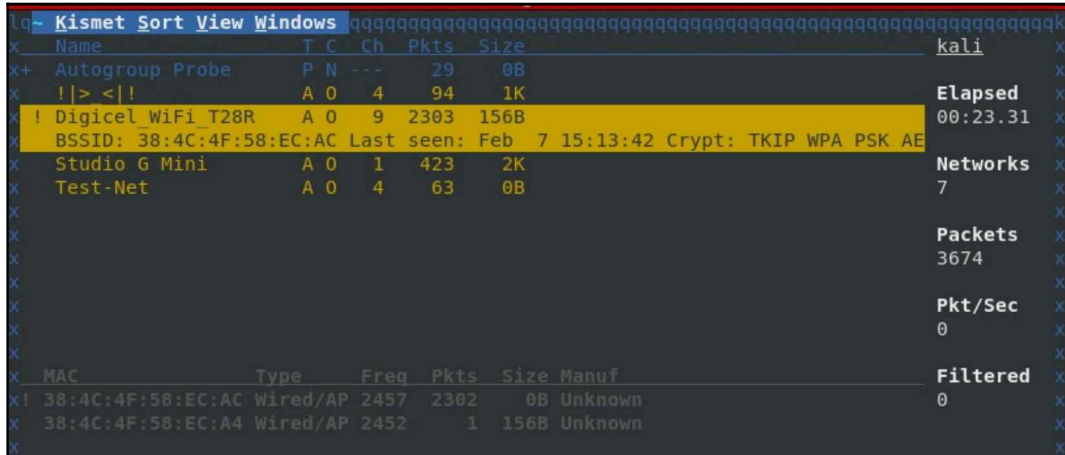 lq~ Kismet Sort View Windows qqqqqqqqqqqqqqqqqqqqqqqqqqqqqqqqqqqqqqqqqqqqqqqqqqqqqqqqqqqqqk
x Name T C Ch Pkts Size kali x
x+ Autogroup Probe P N --- 29 0B x
x !|>_<|! A O 4 94 1K Elapsed x
! Digicel_WiFi_T28R A O 9 2303 156B 00:23.31 x
BSSID: 38:4C:4F:58:EC:AC Last seen: Feb 7 15:13:42 Crypt: TKIP WPA PSK AE x
x Studio G Mini A O 1 423 2K Networks x
x Test-Net A O 4 63 0B 7 x
x x
x Packets x
x 3674 x
x x
x Pkt/Sec x
x 0 x
x x
x MAC Type Freq Pkts Size Manuf Filtered x
x! 38:4C:4F:58:EC:AC Wired/AP 2457 2302 0B Unknown 0 x
x 38:4C:4F:58:EC:A4 Wired/AP 2452 1 156B Unknown x
x x